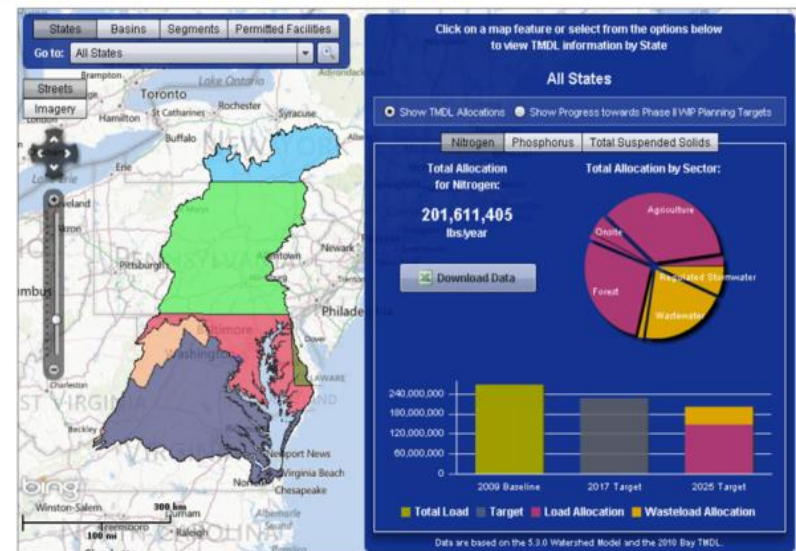 States Basins Segments Permitted Facilities
Go to: All States
Streets
Imagery
Brampton
Toronto
Lake Ontario
Hamilton
St Catharines
Rochester
Syracuse
Buffalo
Erie
Pittsburgh
Newark
Philade
Baltimore
Washington
Dover
Charleston
Beckley
Newport News
Virginia Beach
Chesapeake
bing
Winston-Salem
Durham
Raleigh
Albemarle
Sound
300 km
100 mi
Click on a map feature or select from the options below
to view TMDL information by State
All States
Show TMDL Allocations Show Progress towards Phase II WIP Planning Targets
Nitrogen Phosphorus Total Suspended Solids
Total Allocation
for Nitrogen:
201,611,405
lbs/year
Download Data
Total Allocation by Sector:
Agriculture
Onsite
Regulated Stormwater
Forest
Wastewater
240,000,000
180,000,000
120,000,000
60,000,000
0
2009 Baseline 2017 Target 2025 Target
Total Load Target Load Allocation Wasteload Allocation
Data are based on the 5.3.0 Watershed Model and the 2010 Bay TMDL.